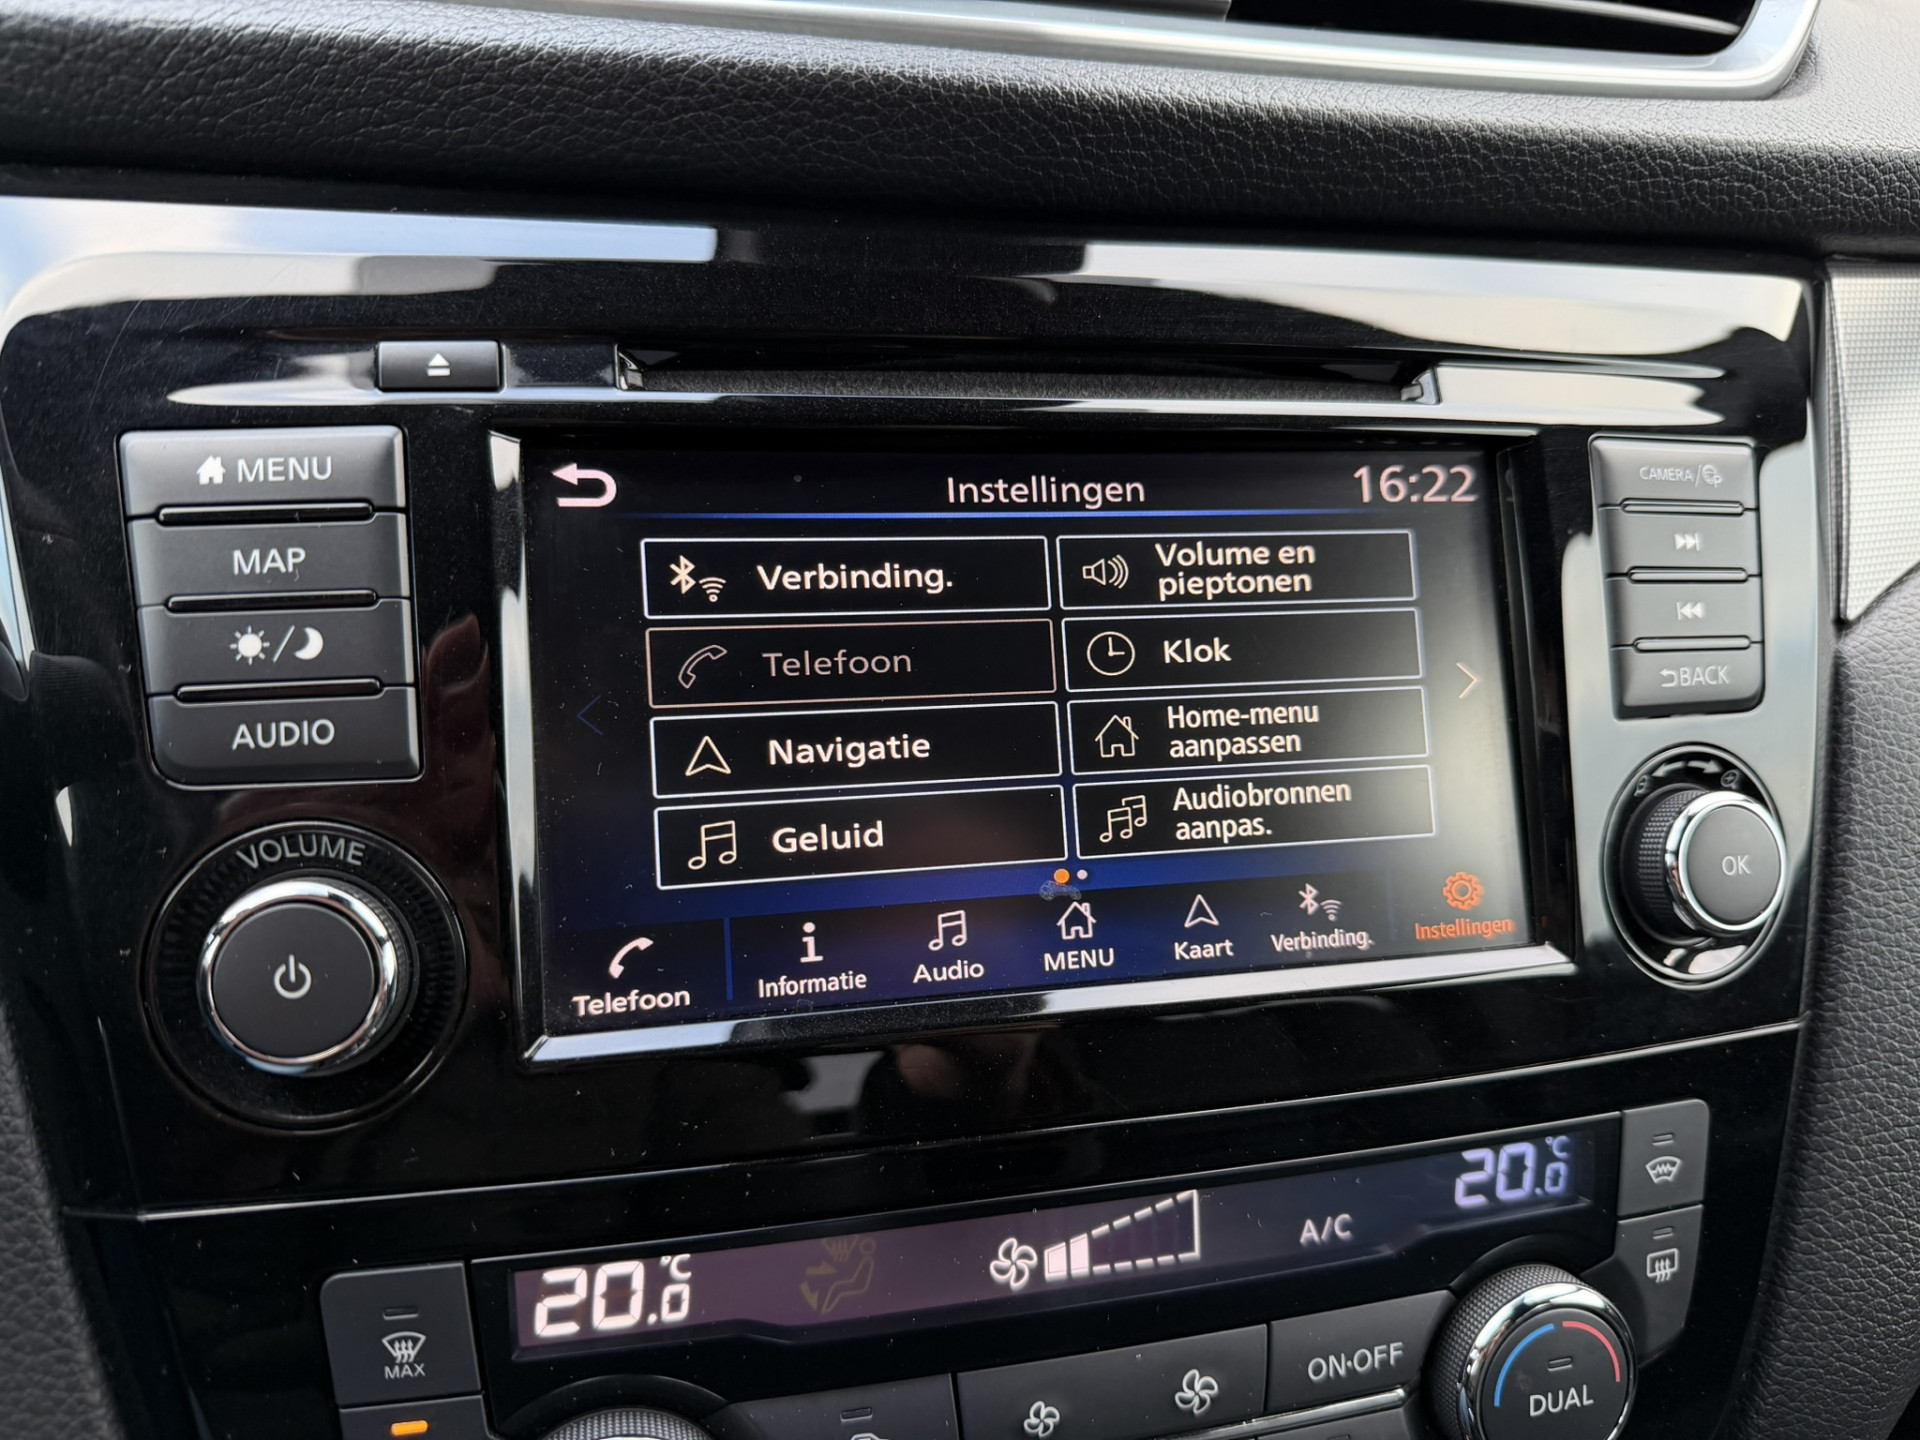 MENU
MAP
AUDIO
VOLUME
Instellingen
16:22
Verbinding.
Volume en
pieptonen
Telefoon
Klok
Navigatie
Home-menu
aanpassen
Geluid
Audiobronnen
aanpas.
Telefoon
Informatie
Audio
MENU
Kaart
Verbinding.
Instellingen
CAMERA/
BACK
OK
20.0 °C
A/C
20.0 °C
MAX
ON·OFF
DUAL